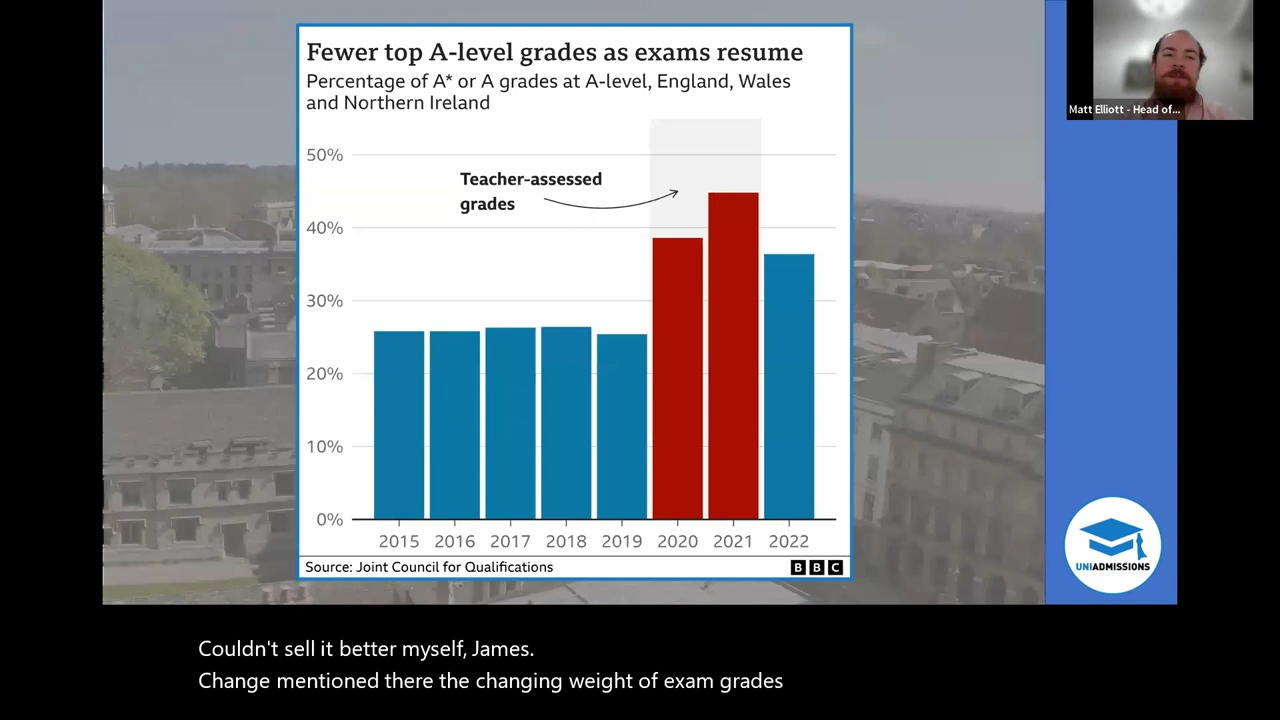 Fewer top A-level grades as exams resume
Percentage of A* or A grades at A-level, England, Wales
and Northern Ireland
50%
Teacher-assessed
grades
40%
30%
20%
10%
0%
2015 2016 2017 2018 2019 2020 2021 2022
Source: Joint Council for Qualifications
BBC
Matt Elliott - Head of...
UNIADMISSIONS
Couldn't sell it better myself, James.
Change mentioned there the changing weight of exam grades